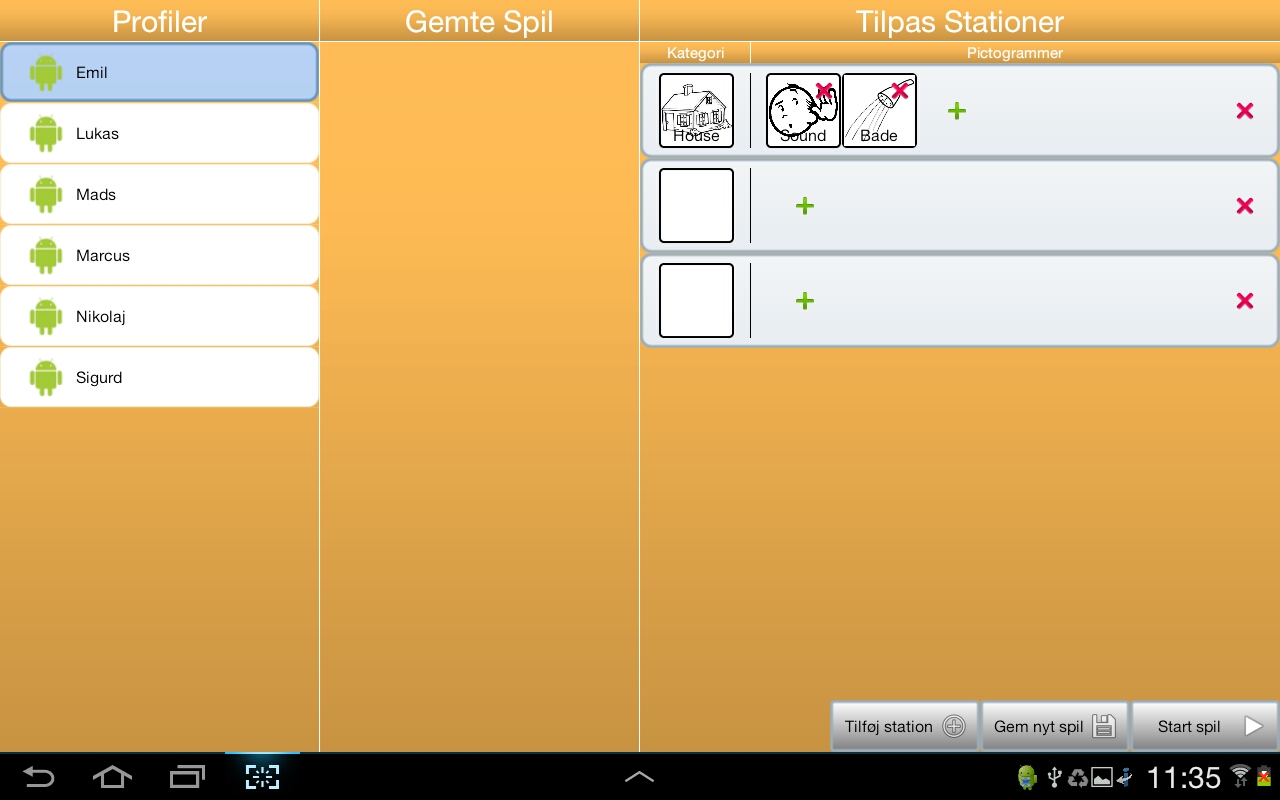 Profiler
Gemte Spil
Tilpas Stationer
Kategori
Pictogrammer
Emil
Lukas
Mads
Marcus
Nikolaj
Sigurd
House
Sound
Bade
Tilføj station
Gem nyt spil
Start spil
11:35